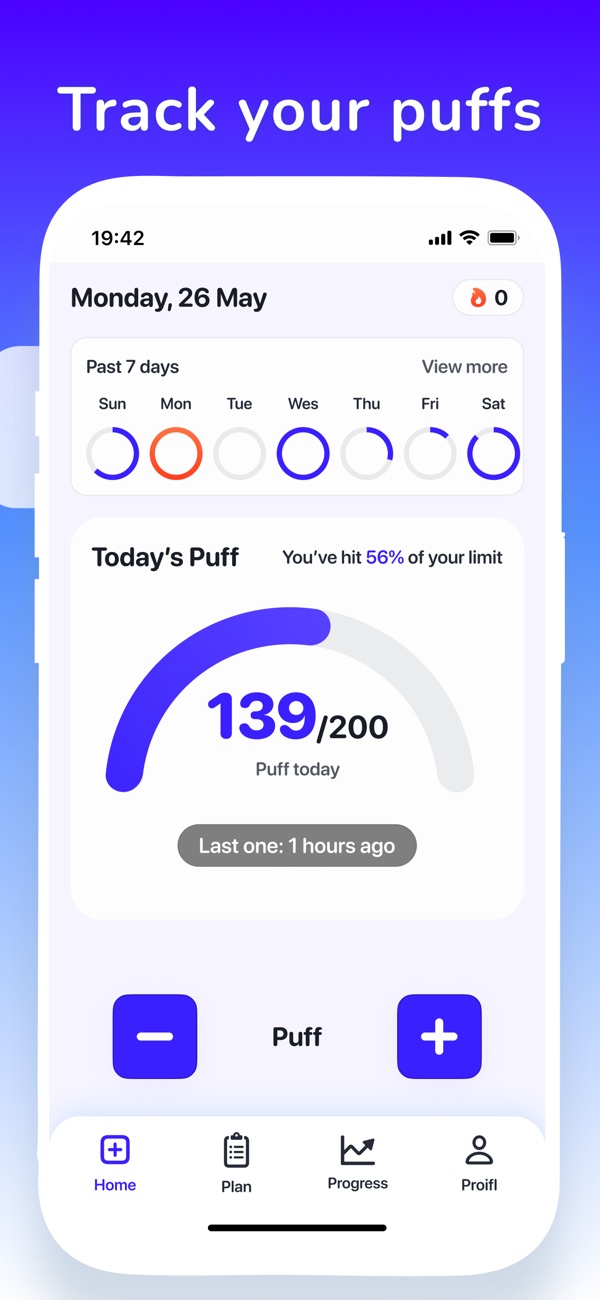 Track your puffs
19:42
Monday, 26 May
0
Past 7 days
View more
Sun Mon Tue Wes Thu Fri Sat
Today's Puff
You've hit 56% of your limit
139/200
Puff today
Last one: 1 hours ago
Puff
Home Plan Progress Proifl